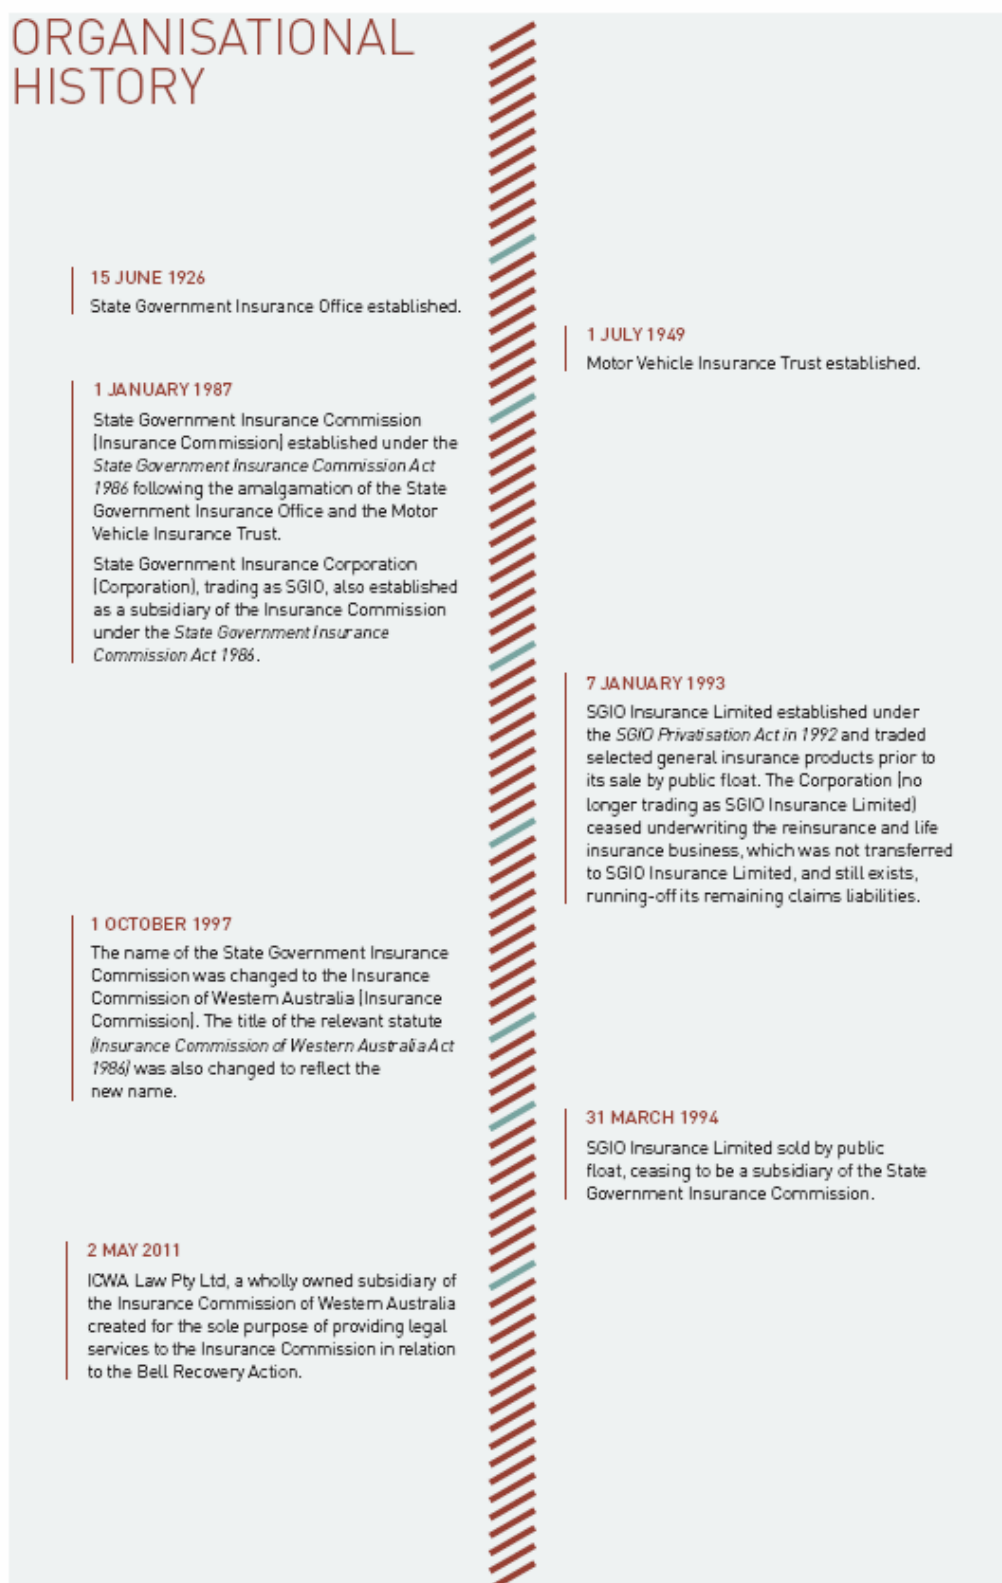 ORGANISATIONAL
HISTORY
15 JUNE 1926
State Government Insurance Office established.
1 JULY 1949
Motor Vehicle Insurance Trust established.
1 JANUARY 1987
State Government Insurance Commission
(Insurance Commission) established under the
State Government Insurance Commission Act
1986 following the amalgamation of the State
Government Insurance Office and the Motor
Vehicle Insurance Trust.
State Government Insurance Corporation
(Corporation), trading as SGIO, also established
as a subsidiary of the Insurance Commission
under the State Government Insurance
Commission Act 1986.
7 JANUARY 1993
SGIO Insurance Limited established under
the SGIO Privatisation Act in 1992 and traded
selected general insurance products prior to
its sale by public float. The Corporation (no
longer trading as SGIO Insurance Limited)
ceased underwriting the reinsurance and life
insurance business, which was not transferred
to SGIO Insurance Limited, and still exists,
running-off its remaining claims liabilities.
1 OCTOBER 1997
The name of the State Government Insurance
Commission was changed to the Insurance
Commission of Western Australia (Insurance
Commission). The title of the relevant statute
(Insurance Commission of Western Australia Act
1986) was also changed to reflect the
new name.
31 MARCH 1994
SGIO Insurance Limited sold by public
float, ceasing to be a subsidiary of the State
Government Insurance Commission.
2 MAY 2011
ICWA Law Pty Ltd, a wholly owned subsidiary of
the Insurance Commission of Western Australia
created for the sole purpose of providing legal
services to the Insurance Commission in relation
to the Bell Recovery Action.